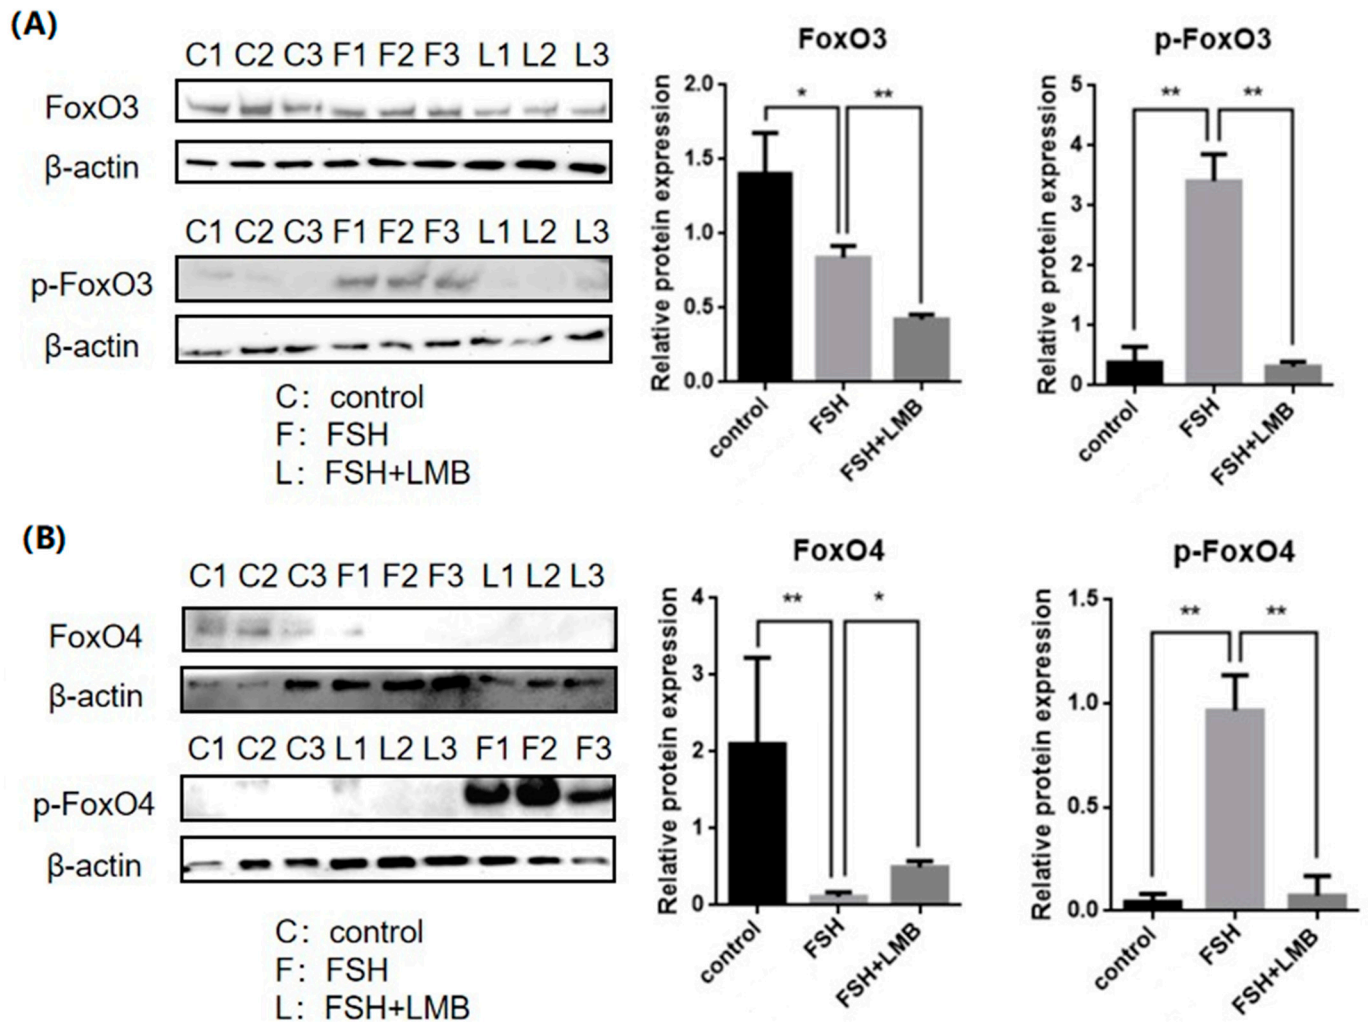 (A)
C1 C2 C3 F1 F2 F3 L1 L2 L3
FoxO3
β-actin
C1 C2 C3 F1 F2 F3 L1 L2 L3
p-FoxO3
β-actin
C: control
F: FSH
L: FSH+LMB
FoxO3
Relative protein expression
2.0
1.5
1.0
0.5
0.0
* **
control FSH FSH+LMB
p-FoxO3
Relative protein expression
5
4
3
2
1
0
** **
control FSH FSH+LMB
(B)
C1 C2 C3 F1 F2 F3 L1 L2 L3
FoxO4
β-actin
C1 C2 C3 L1 L2 L3 F1 F2 F3
p-FoxO4
β-actin
C: control
F: FSH
L: FSH+LMB
FoxO4
Relative protein expression
4
3
2
1
0
** *
control FSH FSH+LMB
p-FoxO4
Relative protein expression
1.5
1.0
0.5
0.0
** **
control FSH FSH+LMB